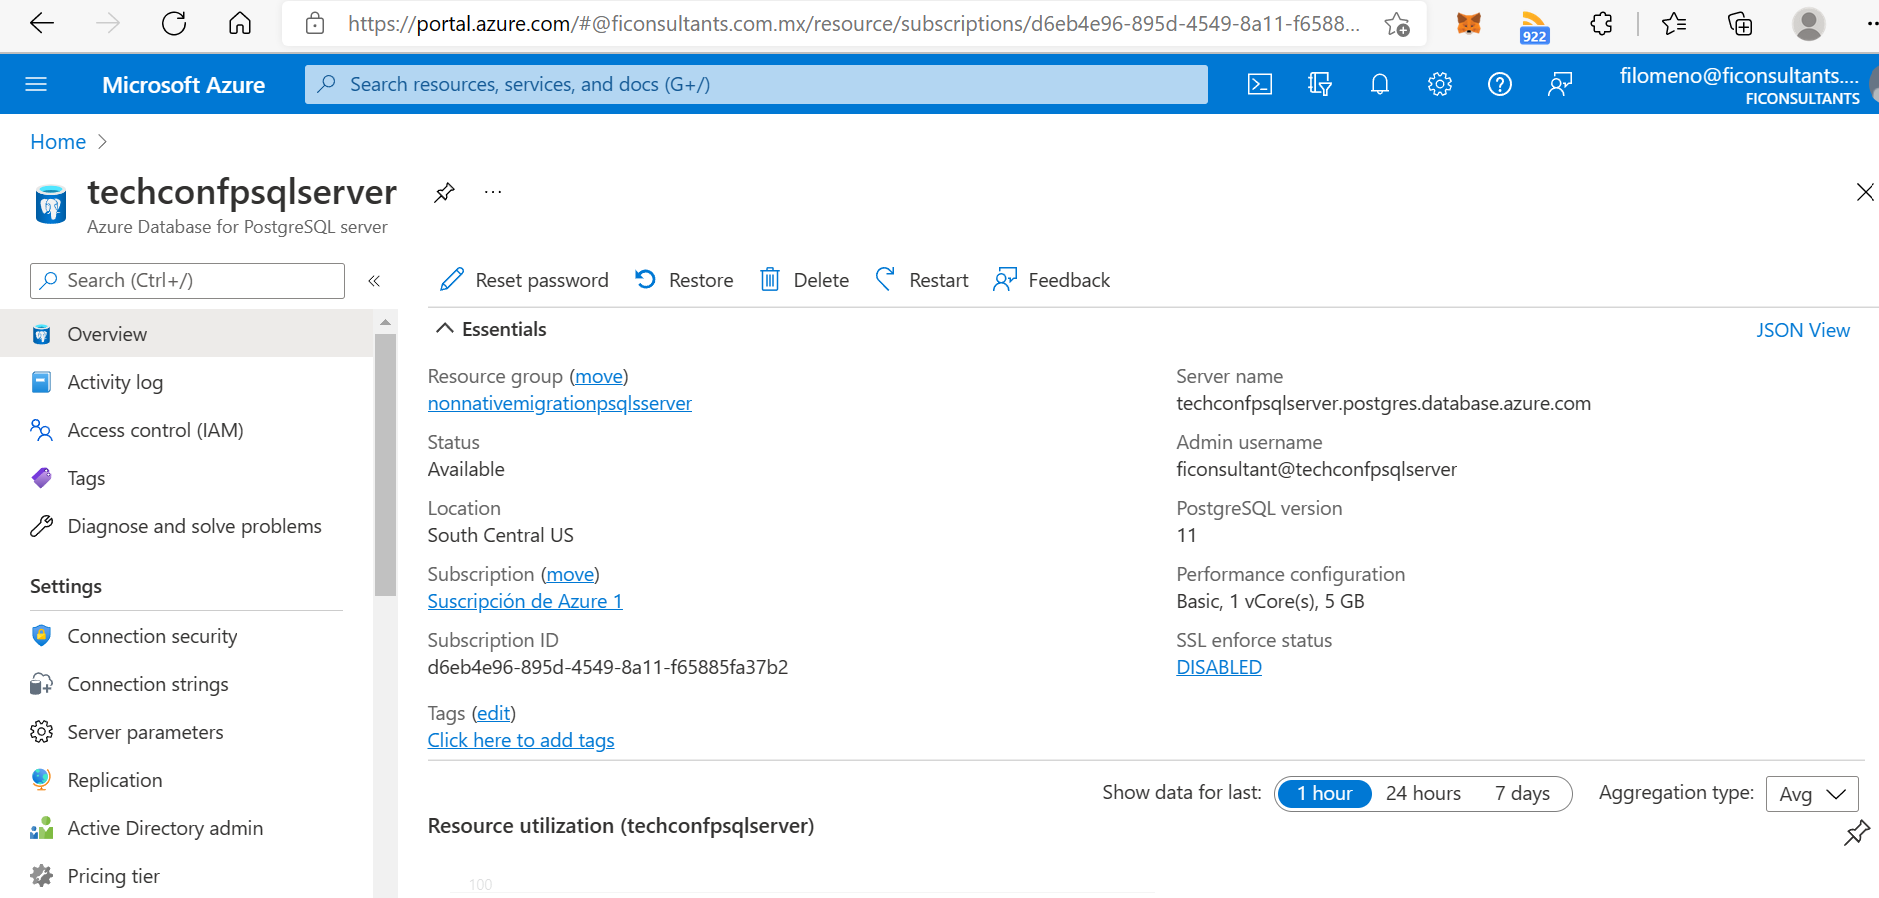 https://portal.azure.com/#@ficonsultants.com.mx/resource/subscriptions/d6eb4e96-895d-4549-8a11-f6588...
922
Microsoft Azure
Search resources, services, and docs (G+/)
filomeno@ficonsultants....
FICONSULTANTS
Home
techconfpsqlserver
Azure Database for PostgreSQL server
Search (Ctrl+/)
Overview
Activity log
Access control (IAM)
Tags
Diagnose and solve problems
Settings
Connection security
Connection strings
Server parameters
Replication
Active Directory admin
Pricing tier
Reset password
Restore
Delete
Restart
Feedback
Essentials
JSON View
Resource group (move)
nonnativemigrationpsqlsserver
Status
Available
Location
South Central US
Subscription (move)
Suscripción de Azure 1
Subscription ID
d6eb4e96-895d-4549-8a11-f65885fa37b2
Tags (edit)
Click here to add tags
Server name
techconfpsqlserver.postgres.database.azure.com
Admin username
ficonsultant@techconfpsqlserver
PostgreSQL version
11
Performance configuration
Basic, 1 vCore(s), 5 GB
SSL enforce status
DISABLED
Show data for last:
1 hour
24 hours
7 days
Aggregation type:
Avg
Resource utilization (techconfpsqlserver)
100